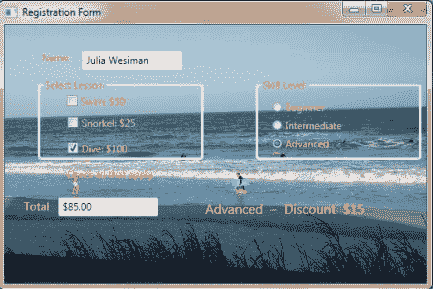 Registration Form
Name: Julia Wesiman
Select Lesson
Swim: $30
Snorkel: $25
Dive: $100
Skill Level
Beginner
Intermediate
Advanced
Total $85.00
Advanced - Discount $15